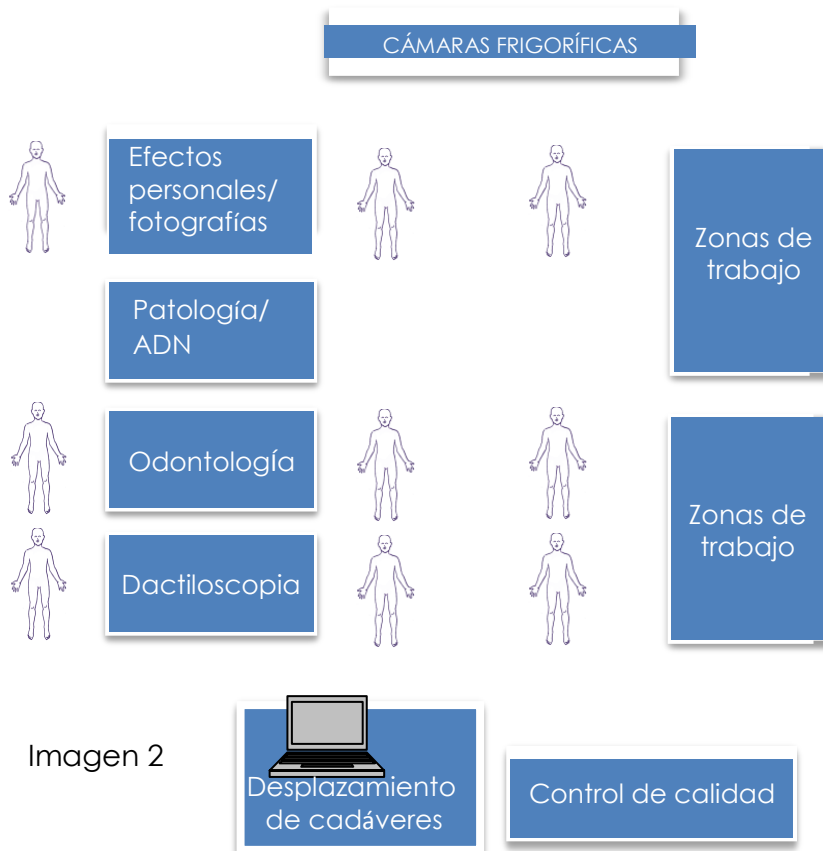 CÁMARAS FRIGORÍFICAS
Efectos
personales/
fotografías
Zonas de
trabajo
Patología/
ADN
Odontología
Zonas de
trabajo
Dactiloscopia
Imagen 2
Desplazamiento
de cadáveres
Control de calidad